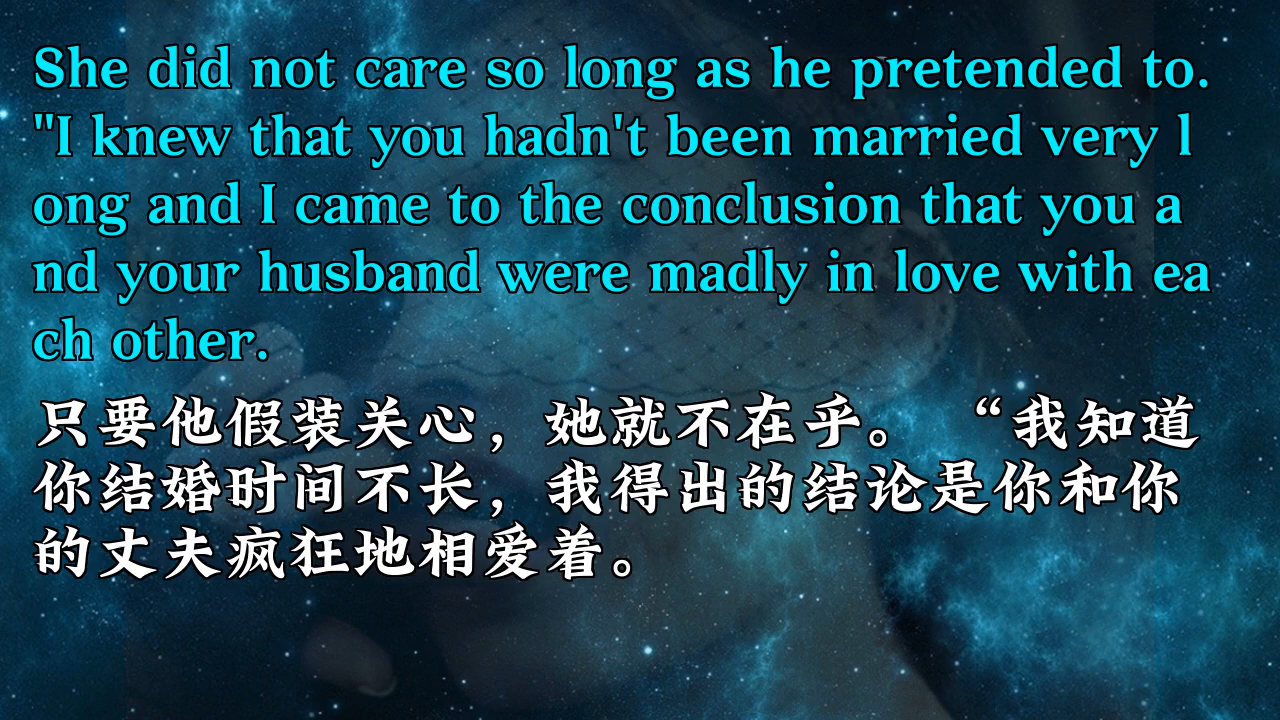 She did not care so long as he pretended to.
"I knew that you hadn't been married very l
ong and I came to the conclusion that you a
nd your husband were madly in love with ea
ch other.
只要他假装关心，她就不在乎。 “我知道
你结婚时间不长，我得出的结论是你和你
的丈夫疯狂地相爱着。